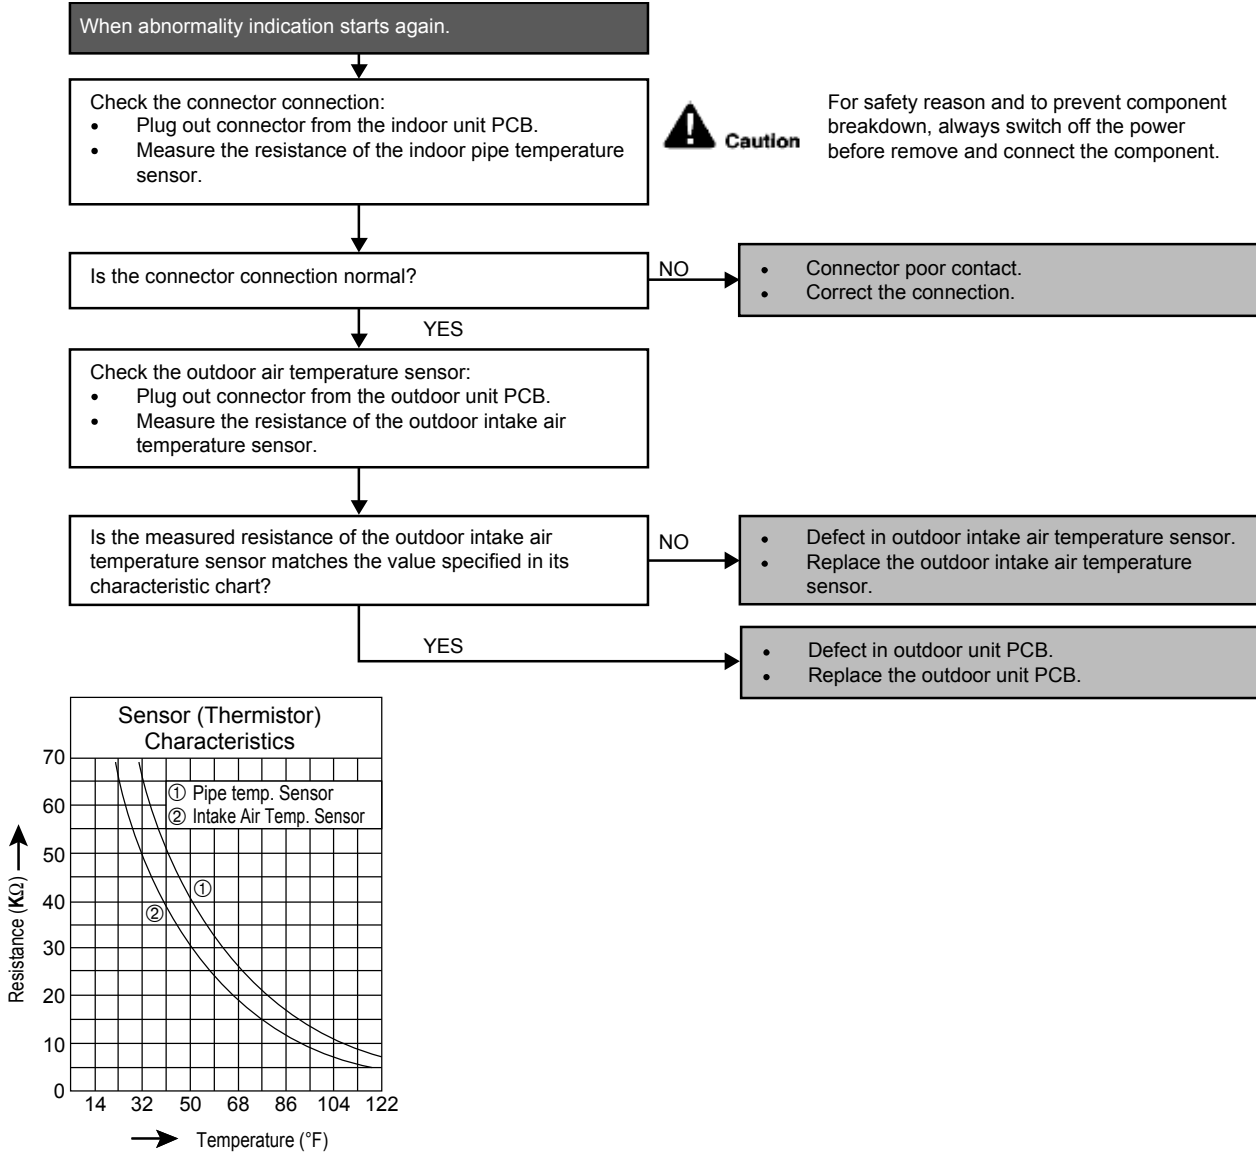 When abnormality indication starts again.
Check the connector connection:
• Plug out connector from the indoor unit PCB.
• Measure the resistance of the indoor pipe temperature
sensor.
Caution
For safety reason and to prevent component
breakdown, always switch off the power
before remove and connect the component.
Is the connector connection normal?
NO
• Connector poor contact.
• Correct the connection.
YES
Check the outdoor air temperature sensor:
• Plug out connector from the outdoor unit PCB.
• Measure the resistance of the outdoor intake air
temperature sensor.
Is the measured resistance of the outdoor intake air
temperature sensor matches the value specified in its
characteristic chart?
NO
• Defect in outdoor intake air temperature sensor.
• Replace the outdoor intake air temperature
sensor.
YES
• Defect in outdoor unit PCB.
• Replace the outdoor unit PCB.
Sensor (Thermistor)
Characteristics
① Pipe temp. Sensor
② Intake Air Temp. Sensor
70
60
50
40
30
20
10
0
Resistance (KΩ)
①
②
14 32 50 68 86 104 122
Temperature (°F)